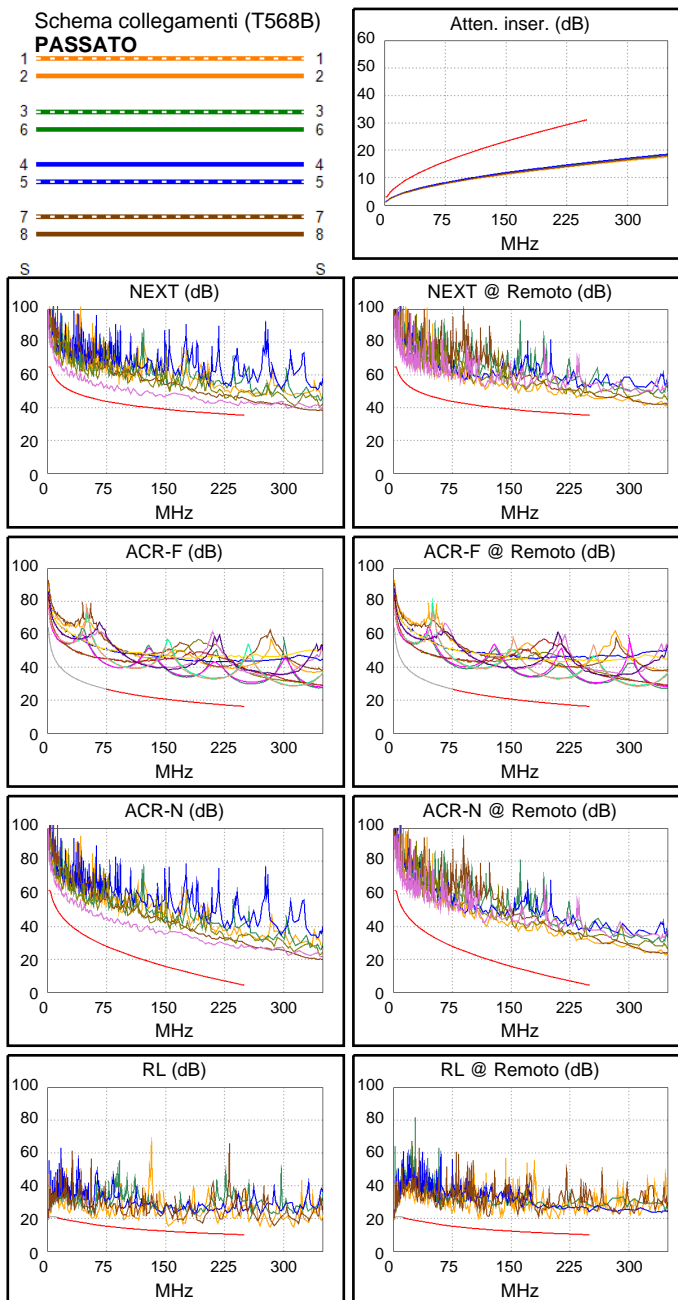 Schema collegamenti (T568B)
PASSATO
1 1
2 2
3 3
6 6
4 4
5 5
7 7
8 8
S S
Atten. inser. (dB)
60
50
40
30
20
10
0
0 75 150 225 300
MHz
NEXT (dB)
100
80
60
40
20
0
0 75 150 225 300
MHz
NEXT @ Remoto (dB)
100
80
60
40
20
0
0 75 150 225 300
MHz
ACR-F (dB)
100
80
60
40
20
0
0 75 150 225 300
MHz
ACR-F @ Remoto (dB)
100
80
60
40
20
0
0 75 150 225 300
MHz
ACR-N (dB)
100
80
60
40
20
0
0 75 150 225 300
MHz
ACR-N @ Remoto (dB)
100
80
60
40
20
0
0 75 150 225 300
MHz
RL (dB)
100
80
60
40
20
0
0 75 150 225 300
MHz
RL @ Remoto (dB)
100
80
60
40
20
0
0 75 150 225 300
MHz